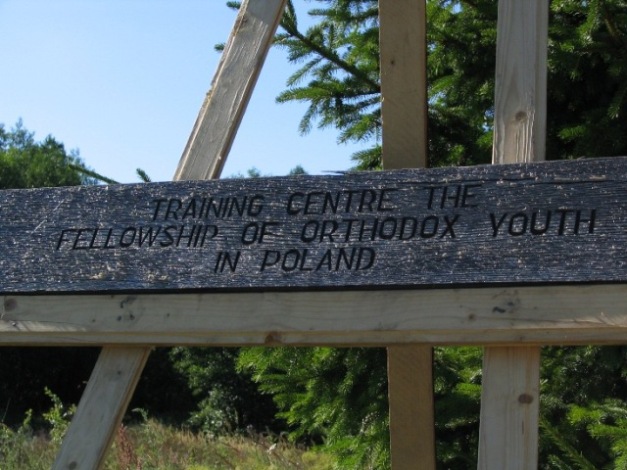 TRAINING CENTRE THE
FELLOWSHIP OF ORTHODOX YOUTH
IN POLAND